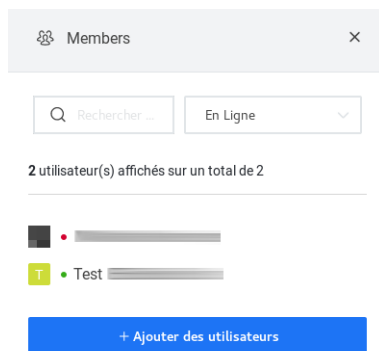 Members
Rechercher ...
En Ligne
2 utilisateur(s) affichés sur un total de 2
T
Test
Ajouter des utilisateurs